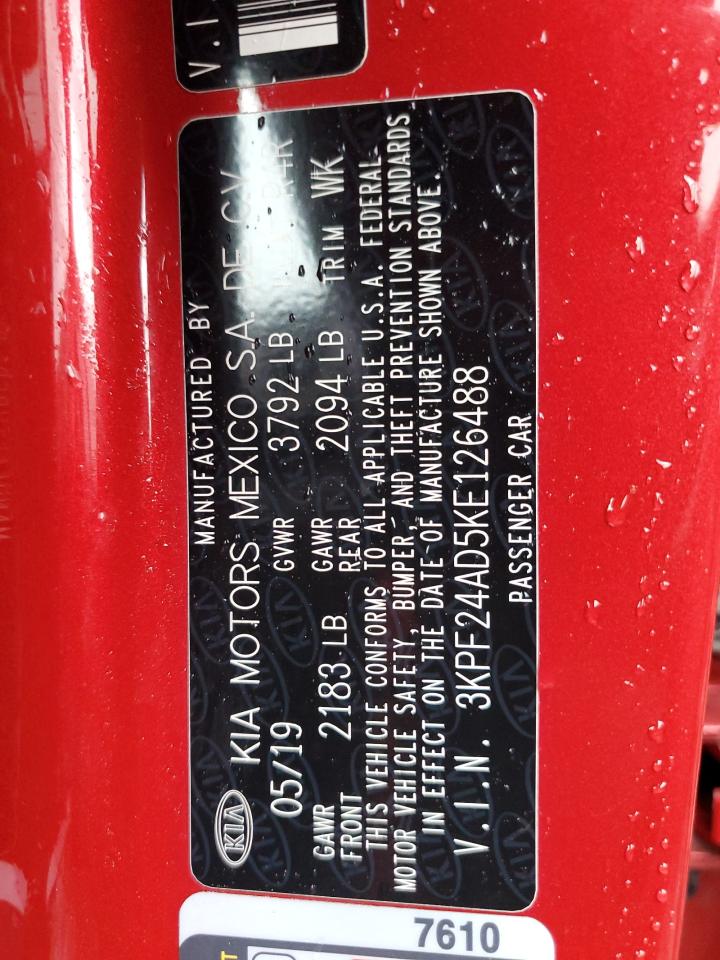 V.I
MANUFACTURED BY
KIA KIA MOTORS MEXICO S.A. DE C.V.
05/19 GVWR 3792 LB
GAWR FRONT 2183 LB GAWR REAR 2094 LB TRIM WK
THIS VEHICLE CONFORMS TO ALL APPLICABLE U.S.A. FEDERAL
MOTOR VEHICLE SAFETY, BUMPER, AND THEFT PREVENTION STANDARDS
IN EFFECT ON THE DATE OF MANUFACTURE SHOWN ABOVE.
V.I.N. 3KPF24AD5KE126488
PASSENGER CAR
7610